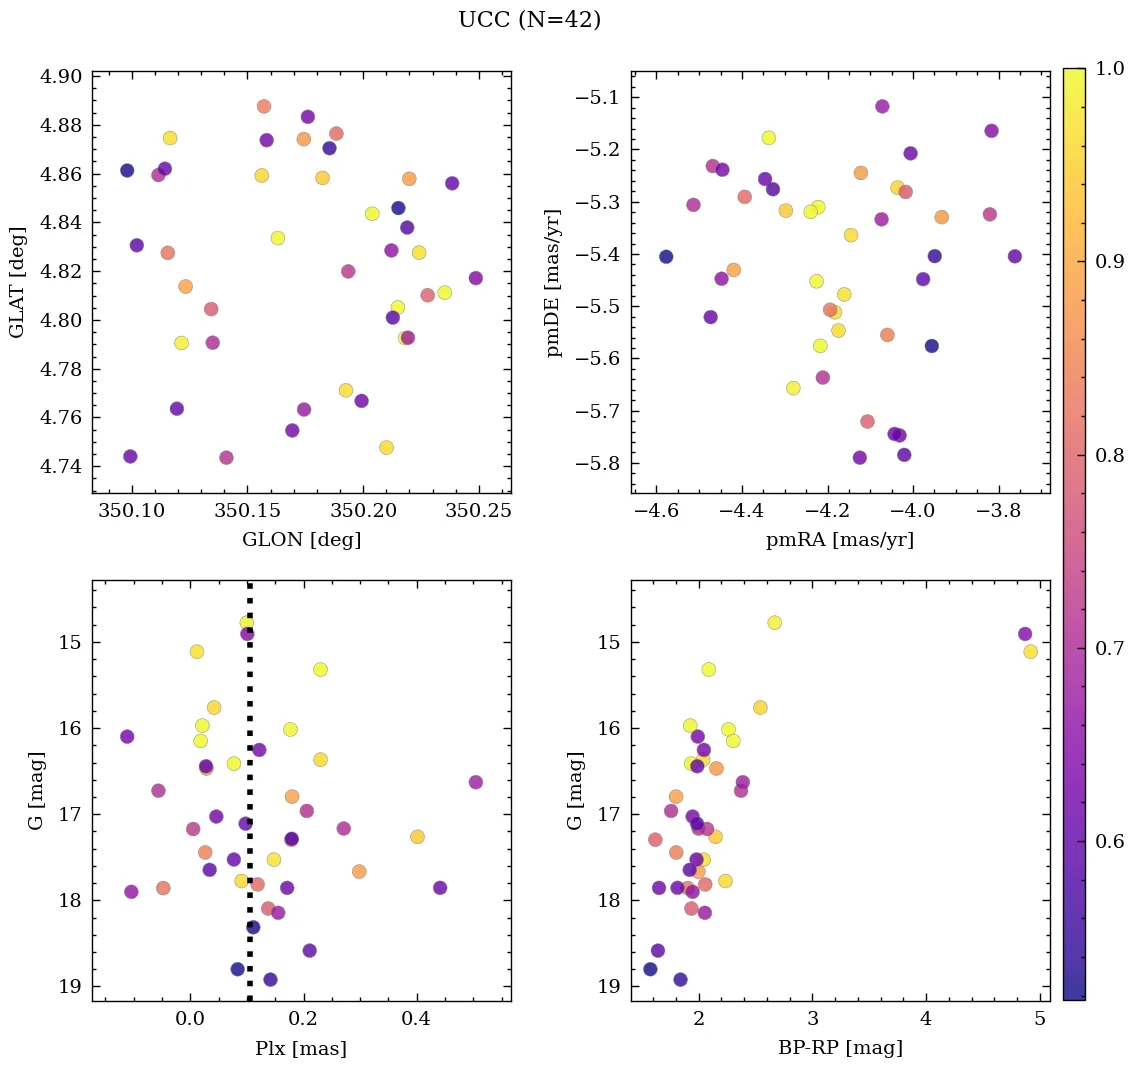 UCC (N=42)
4.90
4.88
4.86
4.84
4.82
4.80
4.78
4.76
4.74
GLAT [deg]
350.10 350.15 350.20 350.25
GLON [deg]
−5.1
−5.2
−5.3
−5.4
−5.5
−5.6
−5.7
−5.8
pmDE [mas/yr]
−4.6 −4.4 −4.2 −4.0 −3.8
pmRA [mas/yr]
1.0
0.9
0.8
0.7
0.6
15
16
17
18
19
G [mag]
0.0 0.2 0.4
Plx [mas]
15
16
17
18
19
G [mag]
2 3 4 5
BP-RP [mag]